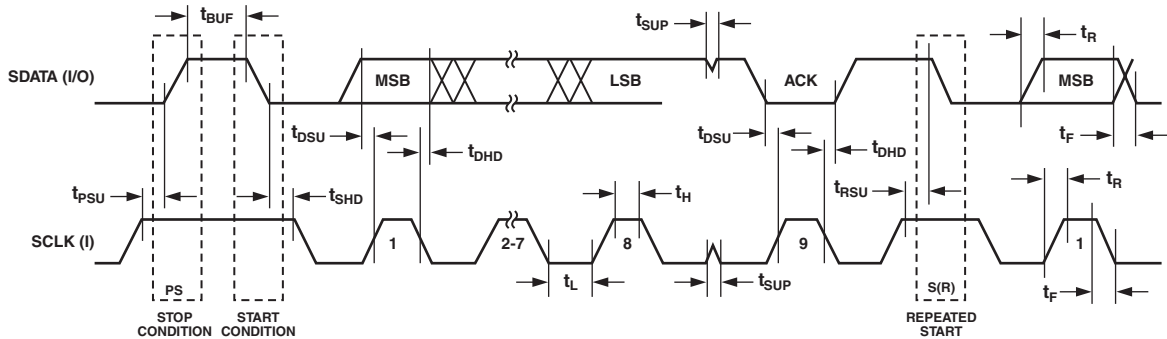 tBUF
tSUP
tR
SDATA (I/O)
MSB
LSB
ACK
MSB
tDSU
tDHD
tDSU
tDHD
tF
tPSU
tSHD
tH
tRSU
tR
SCLK (I)
1
2-7
8
9
1
PS
tL
tSUP
S(R)
tF
STOP
CONDITION
START
CONDITION
REPEATED
START